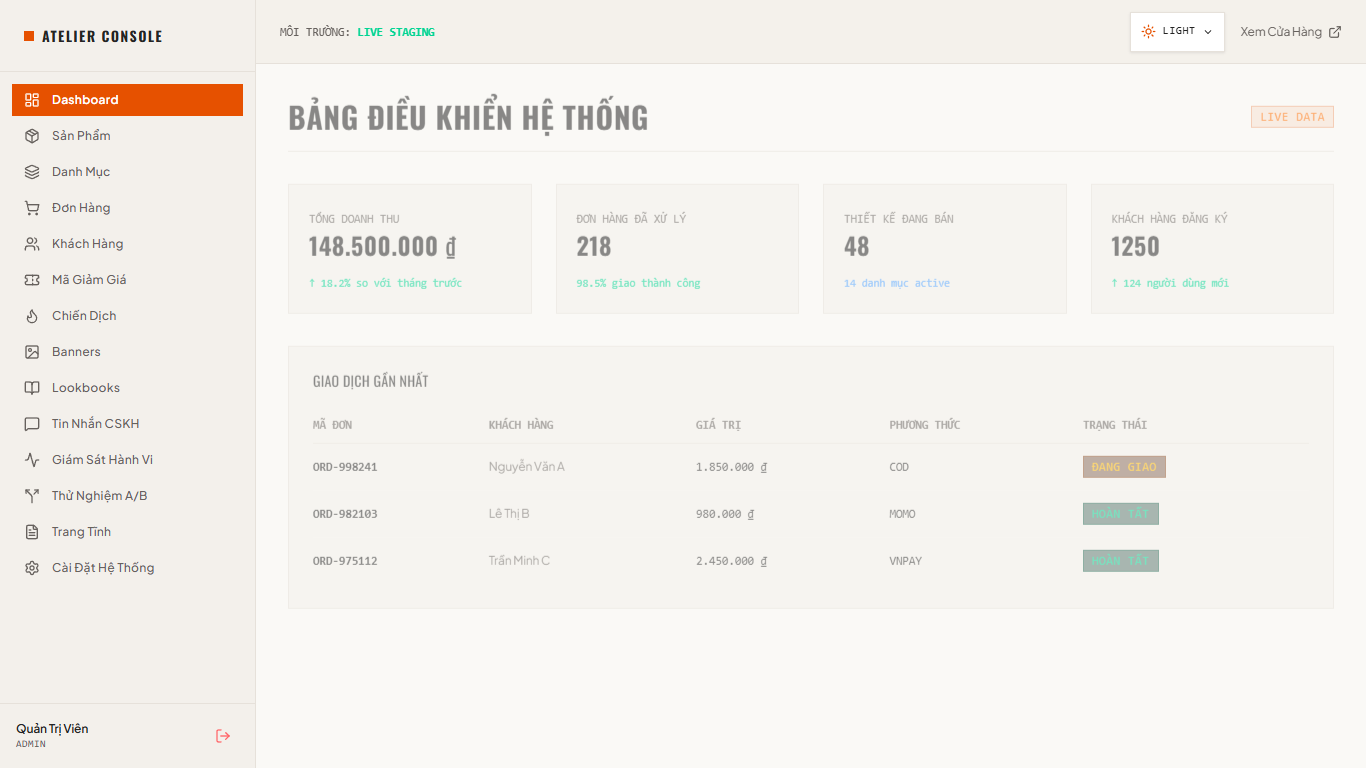 ATELIER CONSOLE
MÔI TRƯỜNG: LIVE STAGING
LIGHT
Xem Cửa Hàng
Dashboard
Sản Phẩm
Danh Mục
Đơn Hàng
Khách Hàng
Mã Giảm Giá
Chiến Dịch
Banners
Lookbooks
Tin Nhắn CSKH
Giám Sát Hành Vi
Thử Nghiệm A/B
Trang Tĩnh
Cài Đặt Hệ Thống
Quản Trị Viên
ADMIN
BẢNG ĐIỀU KHIỂN HỆ THỐNG
LIVE DATA
TỔNG DOANH THU
148.500.000 ₫
↑ 18.2% so với tháng trước
ĐƠN HÀNG ĐÃ XỬ LÝ
218
98.5% giao thành công
THIẾT KẾ ĐANG BÁN
48
14 danh mục active
KHÁCH HÀNG ĐĂNG KÝ
1250
↑ 124 người dùng mới
GIAO DỊCH GẦN NHẤT
MÃ ĐƠN KHÁCH HÀNG GIÁ TRỊ PHƯƠNG THỨC TRẠNG THÁI
ORD-998241 Nguyễn Văn A 1.850.000 ₫ COD ĐANG GIAO
ORD-982103 Lê Thị B 980.000 ₫ MOMO HOÀN TẤT
ORD-975112 Trần Minh C 2.450.000 ₫ VNPAY HOÀN TẤT